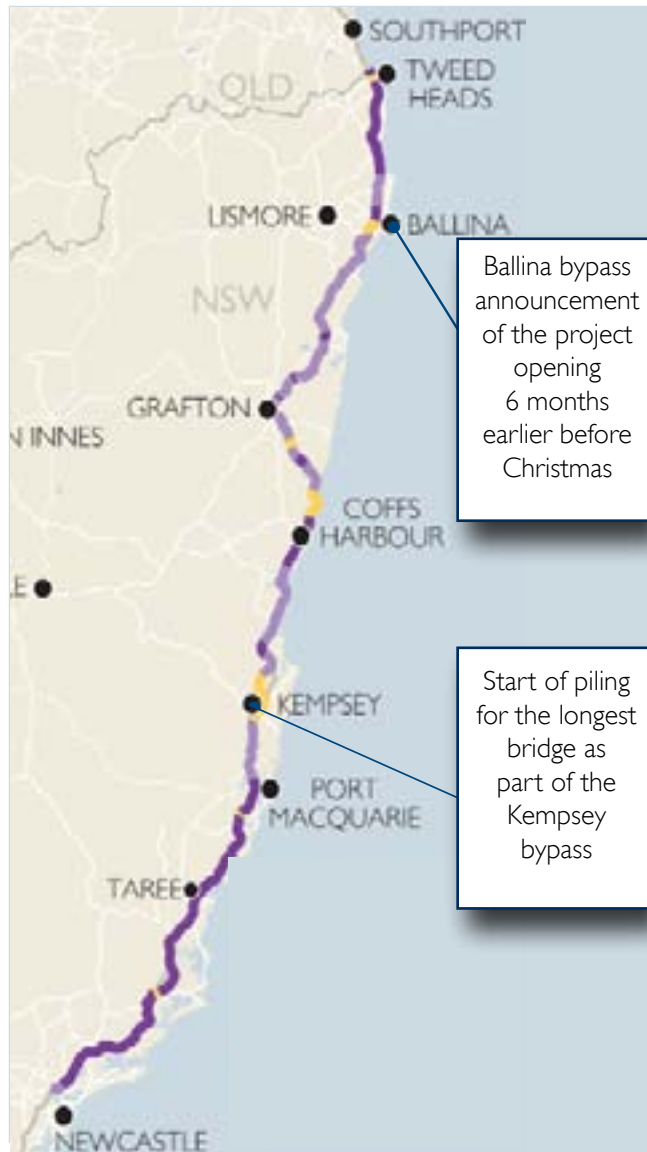 SOUTHPORT
TWEED
HEADS
QLD
LISMORE
BALLINA
NSW
Ballina bypass
announcement
of the project
opening
6 months
earlier before
Christmas
GRAFTON
N INNES
COFFS
HARBOUR
LE
KEMPSEY
Start of piling
for the longest
bridge as
part of the
Kempsey
bypass
PORT
MACQUARIE
TAREE
NEWCASTLE